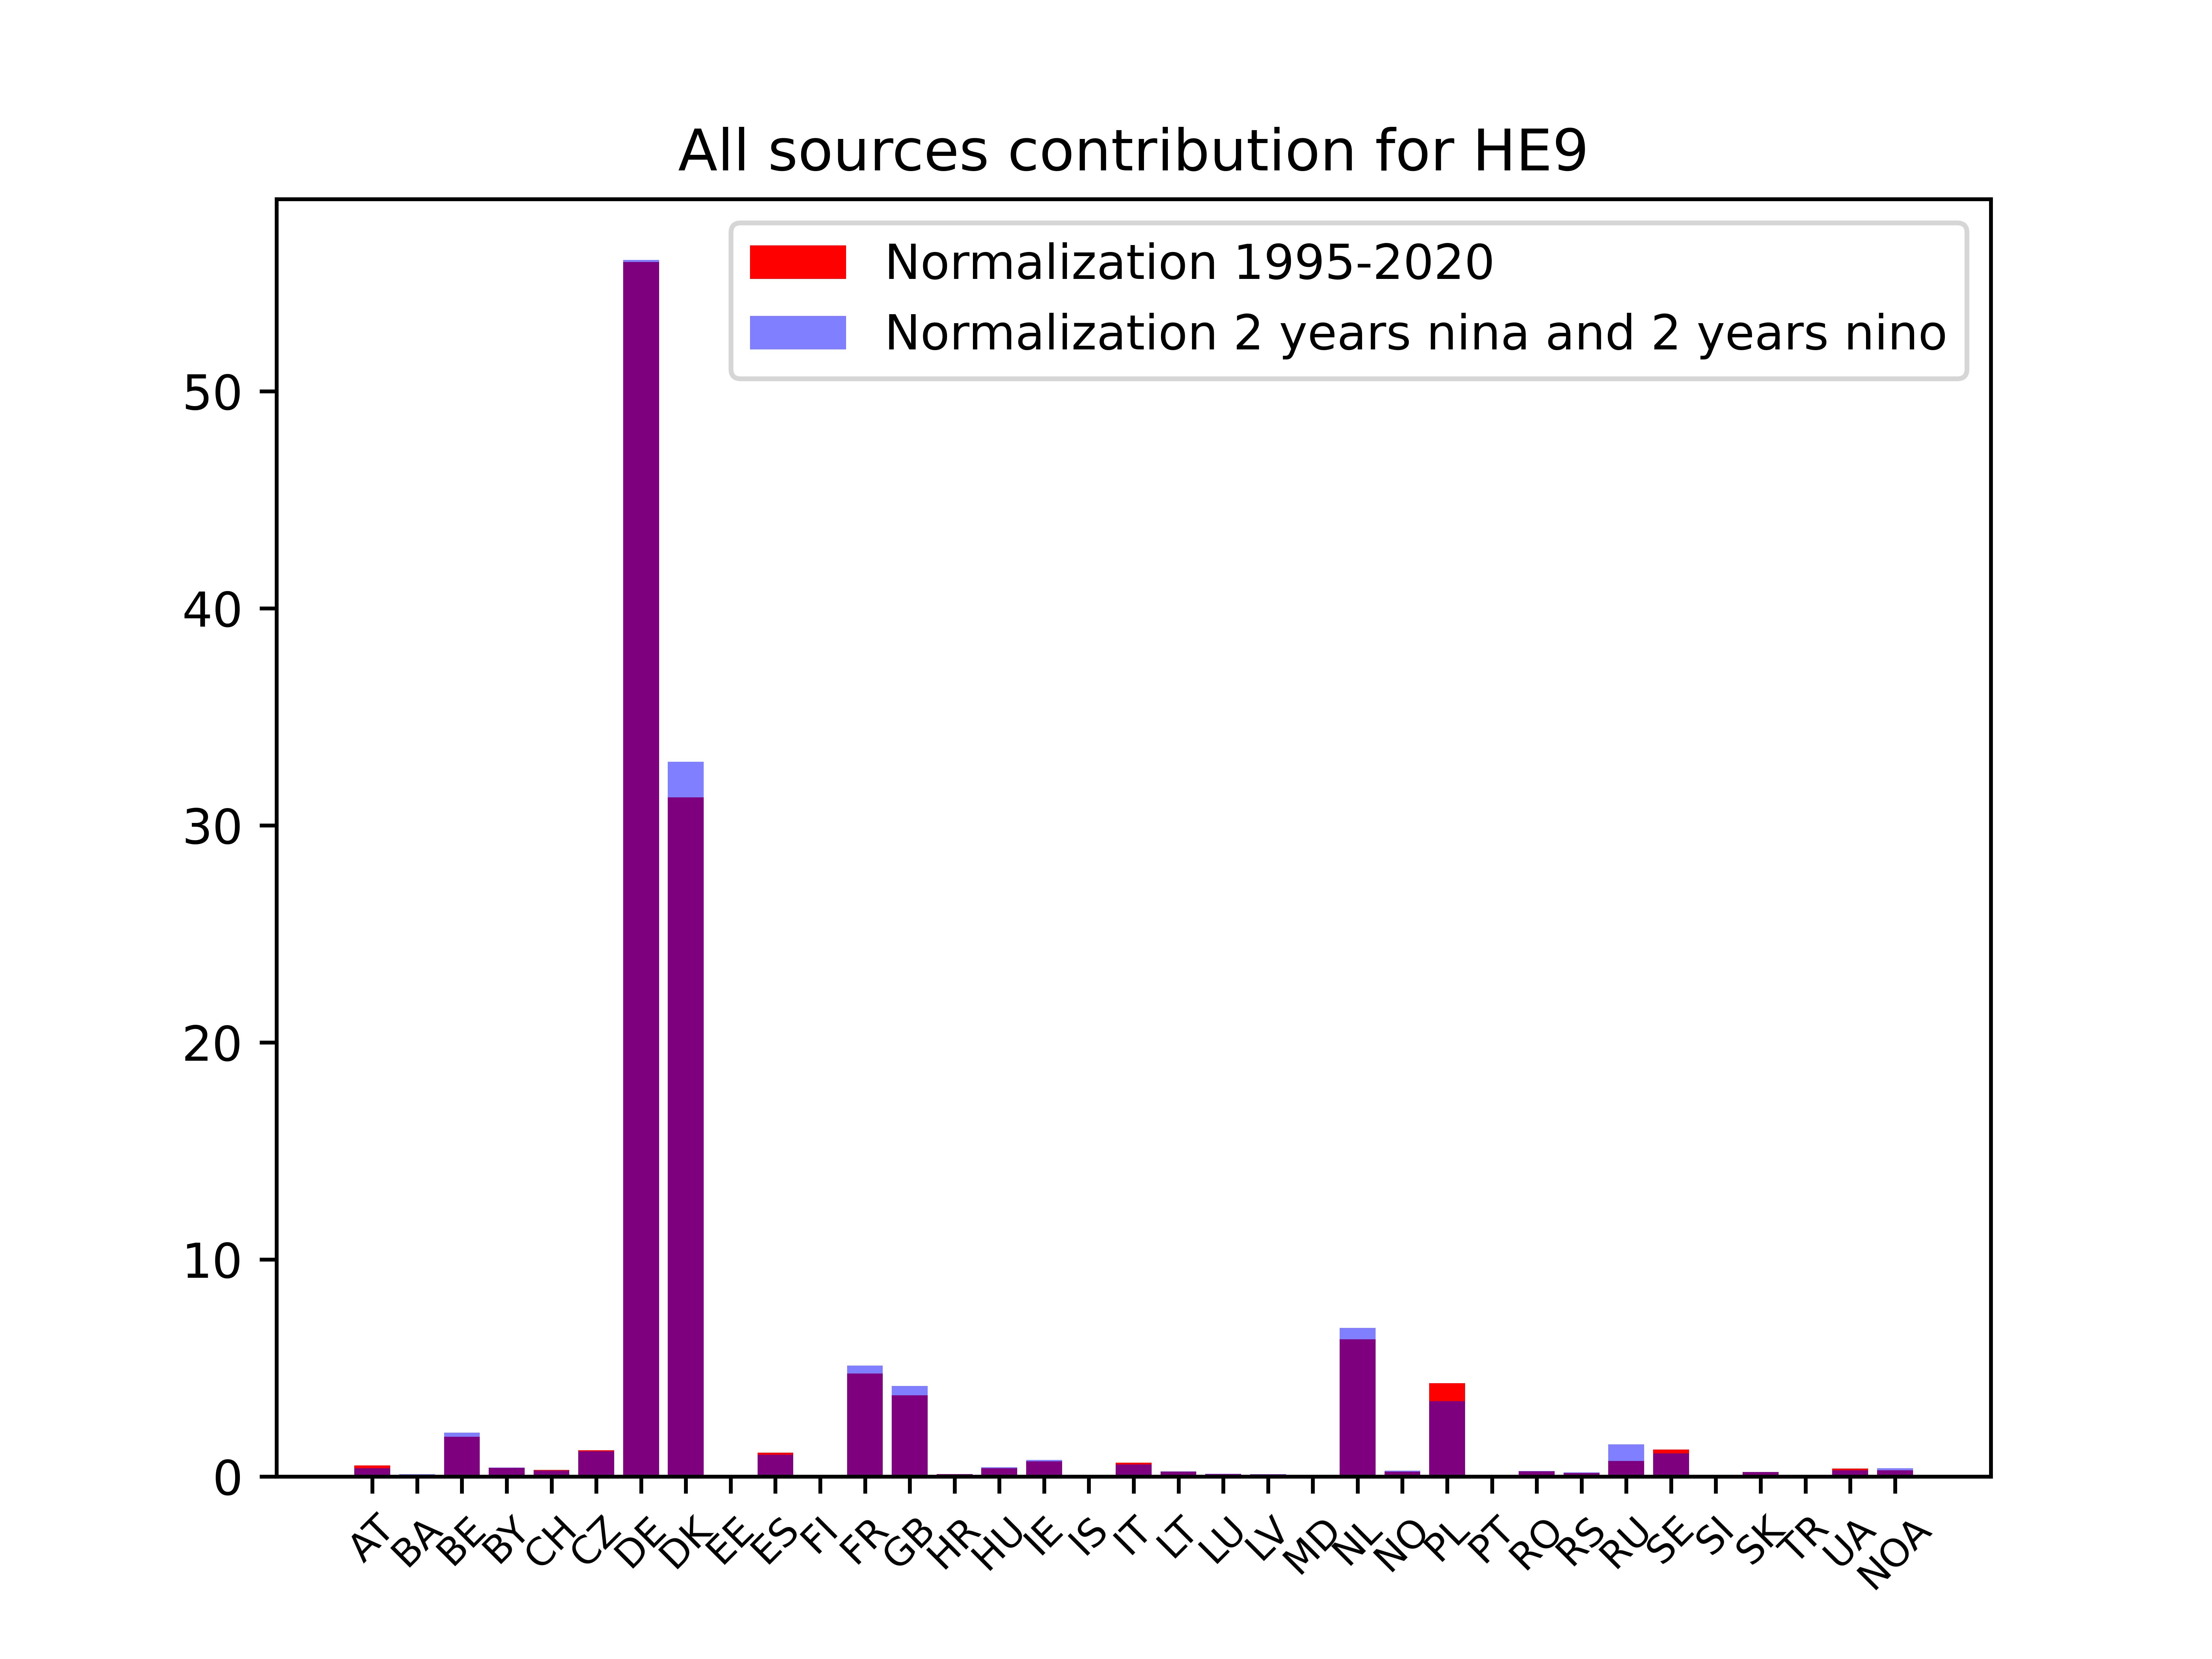 All sources contribution for HE9
Normalization 1995-2020
Normalization 2 years nina and 2 years nino
50
40
30
20
10
0
AT BA BE BY CH CZ DE DK EE ES FI FR GB HR HU IE IS IT LT LU LV MD NL NO PL PT RO RS RU SE SI SK TR UA NOA